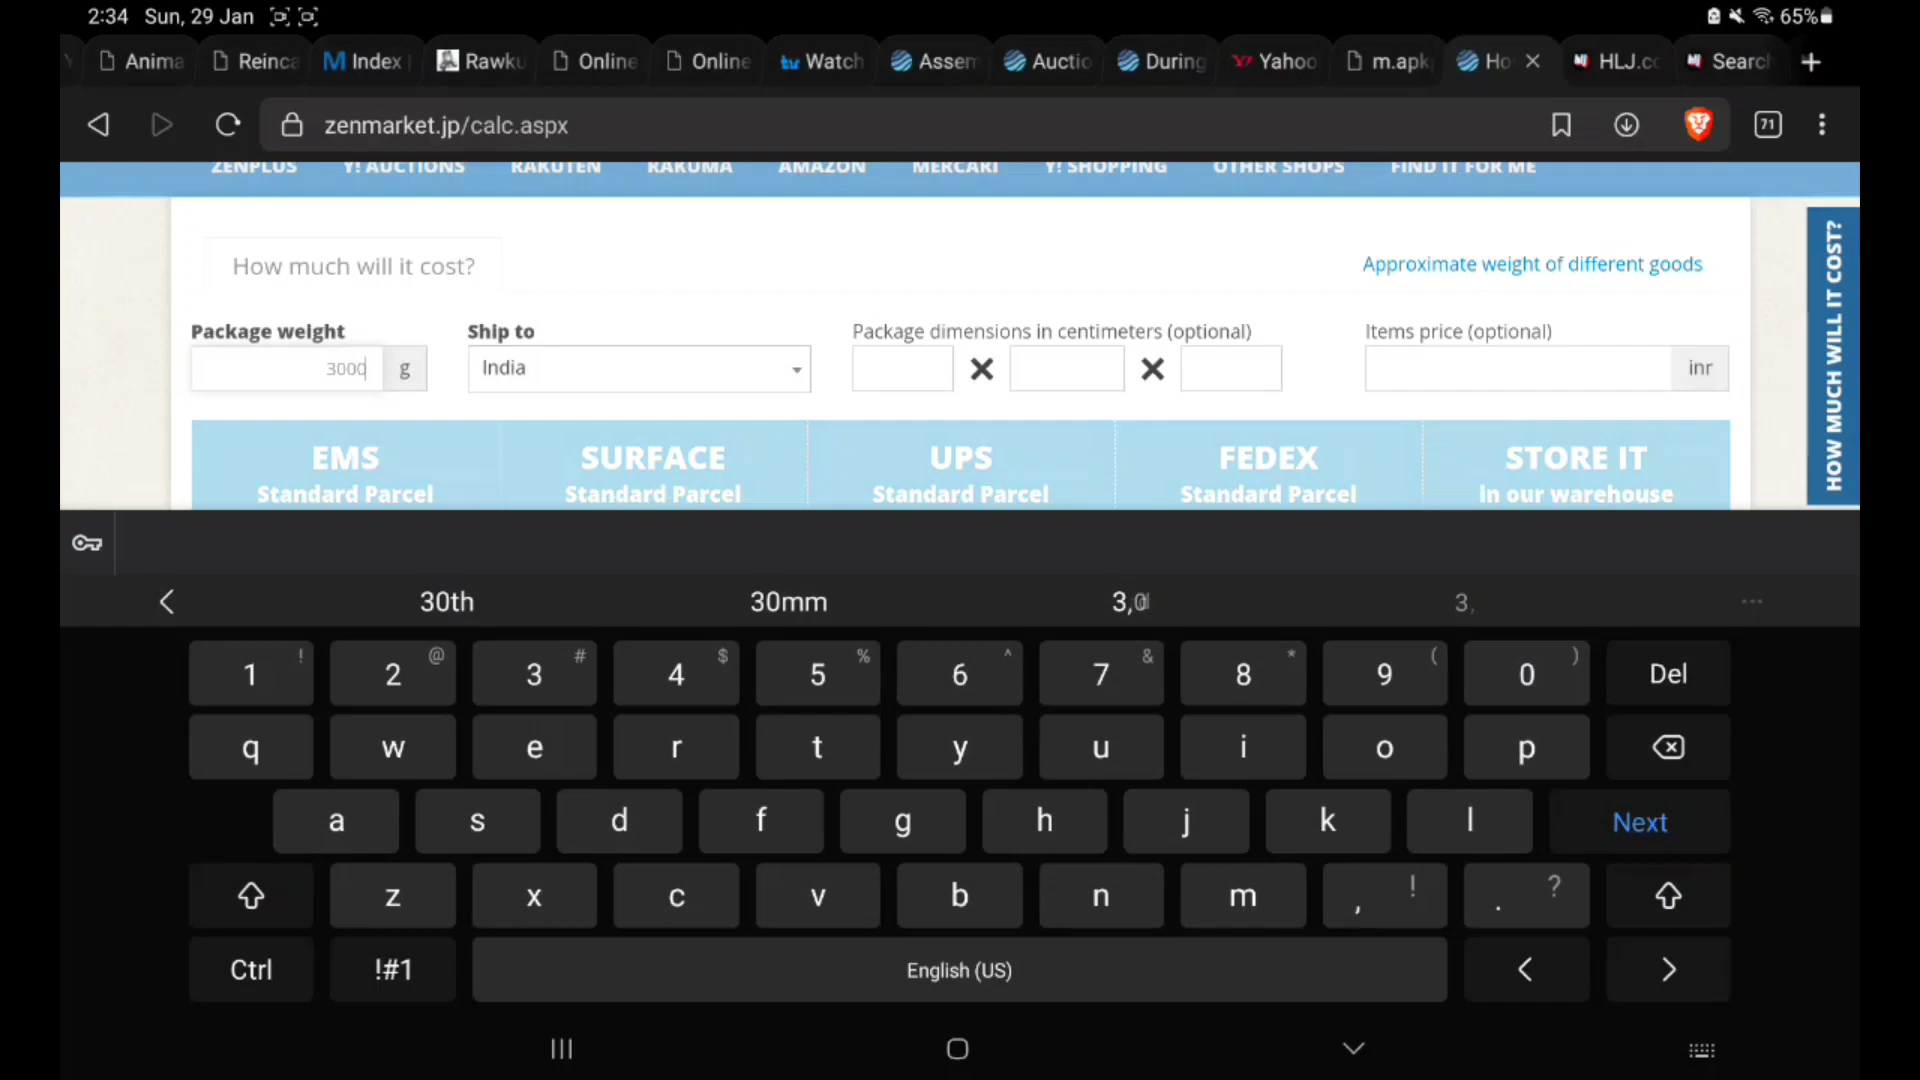 2:34 Sun, 29 Jan 65%
Anima Reinca Index Rawku Online Online Watch Assem Auctio During Yahoo m.apk Ho HLJ.co Search
zenmarket.jp/calc.aspx 71
ZENPLUS Y! AUCTIONS RAKUTEN RAKUMA AMAZON MERCARI Y! SHOPPING OTHER SHOPS FIND IT FOR ME
How much will it cost? Approximate weight of different goods
HOW MUCH WILL IT COST?
Package weight Ship to Package dimensions in centimeters (optional) Items price (optional)
3000 g India inr
EMS SURFACE UPS FEDEX STORE IT
Standard Parcel Standard Parcel Standard Parcel Standard Parcel In our warehouse
30th 30mm 3, ...
1 ! 2 @ 3 # 4 $ 5 % 6 ^ 7 & 8 * 9 ( 0 ) Del
q w e r t y u i o p
a s d f g h j k l Next
z x c v b n m , ! . ?
Ctrl !#1 English (US) < >